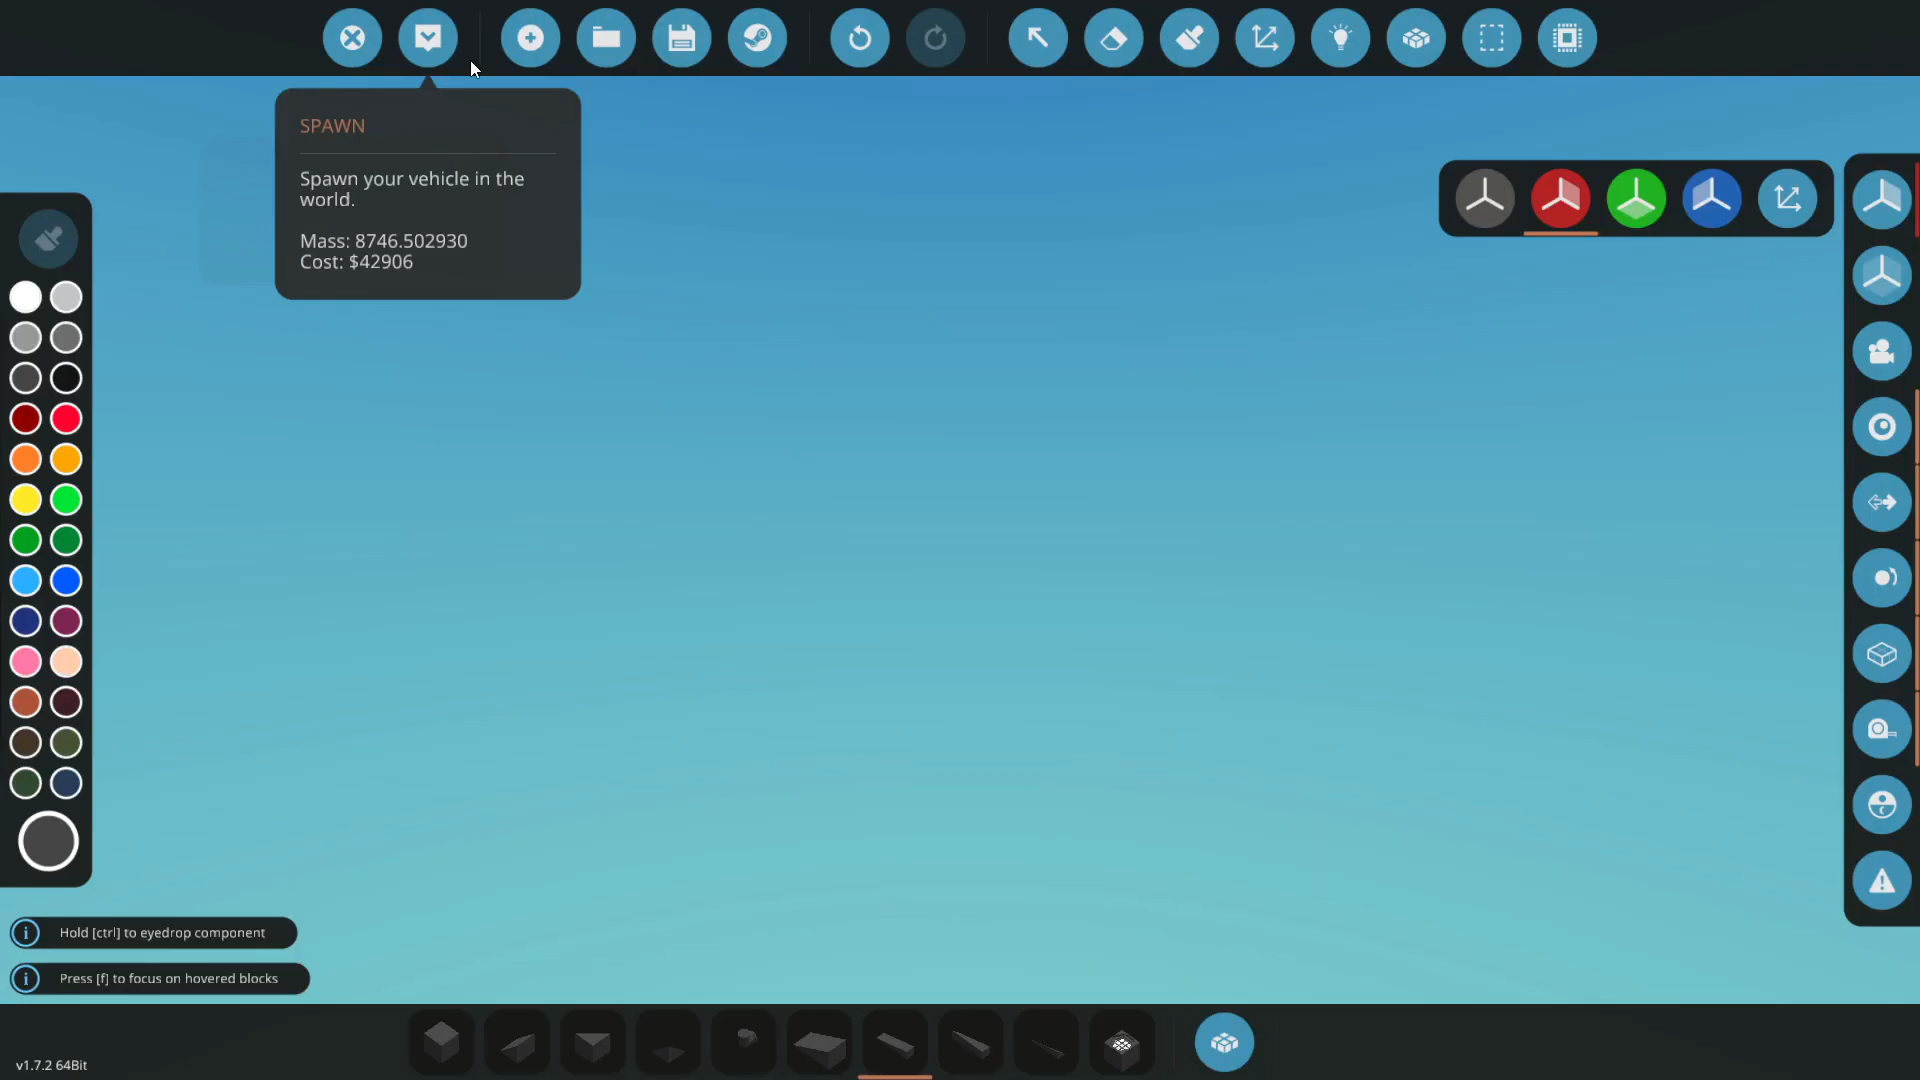 SPAWN
Spawn your vehicle in the
world.
Mass: 8746.502930
Cost: $42906
Hold [ctrl] to eyedrop component
Press [f] to focus on hovered blocks
v1.7.2 64Bit